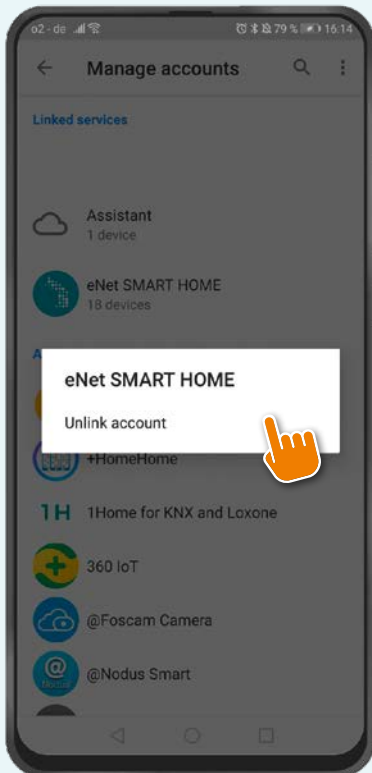 o2 - de 79 % 16:14
Manage accounts
Linked services
Assistant
1 device
eNet SMART HOME
18 devices
A
eNet SMART HOME
Unlink account
+HomeHome
1H 1Home for KNX and Loxone
360 IoT
@Foscam Camera
@Nodus Smart